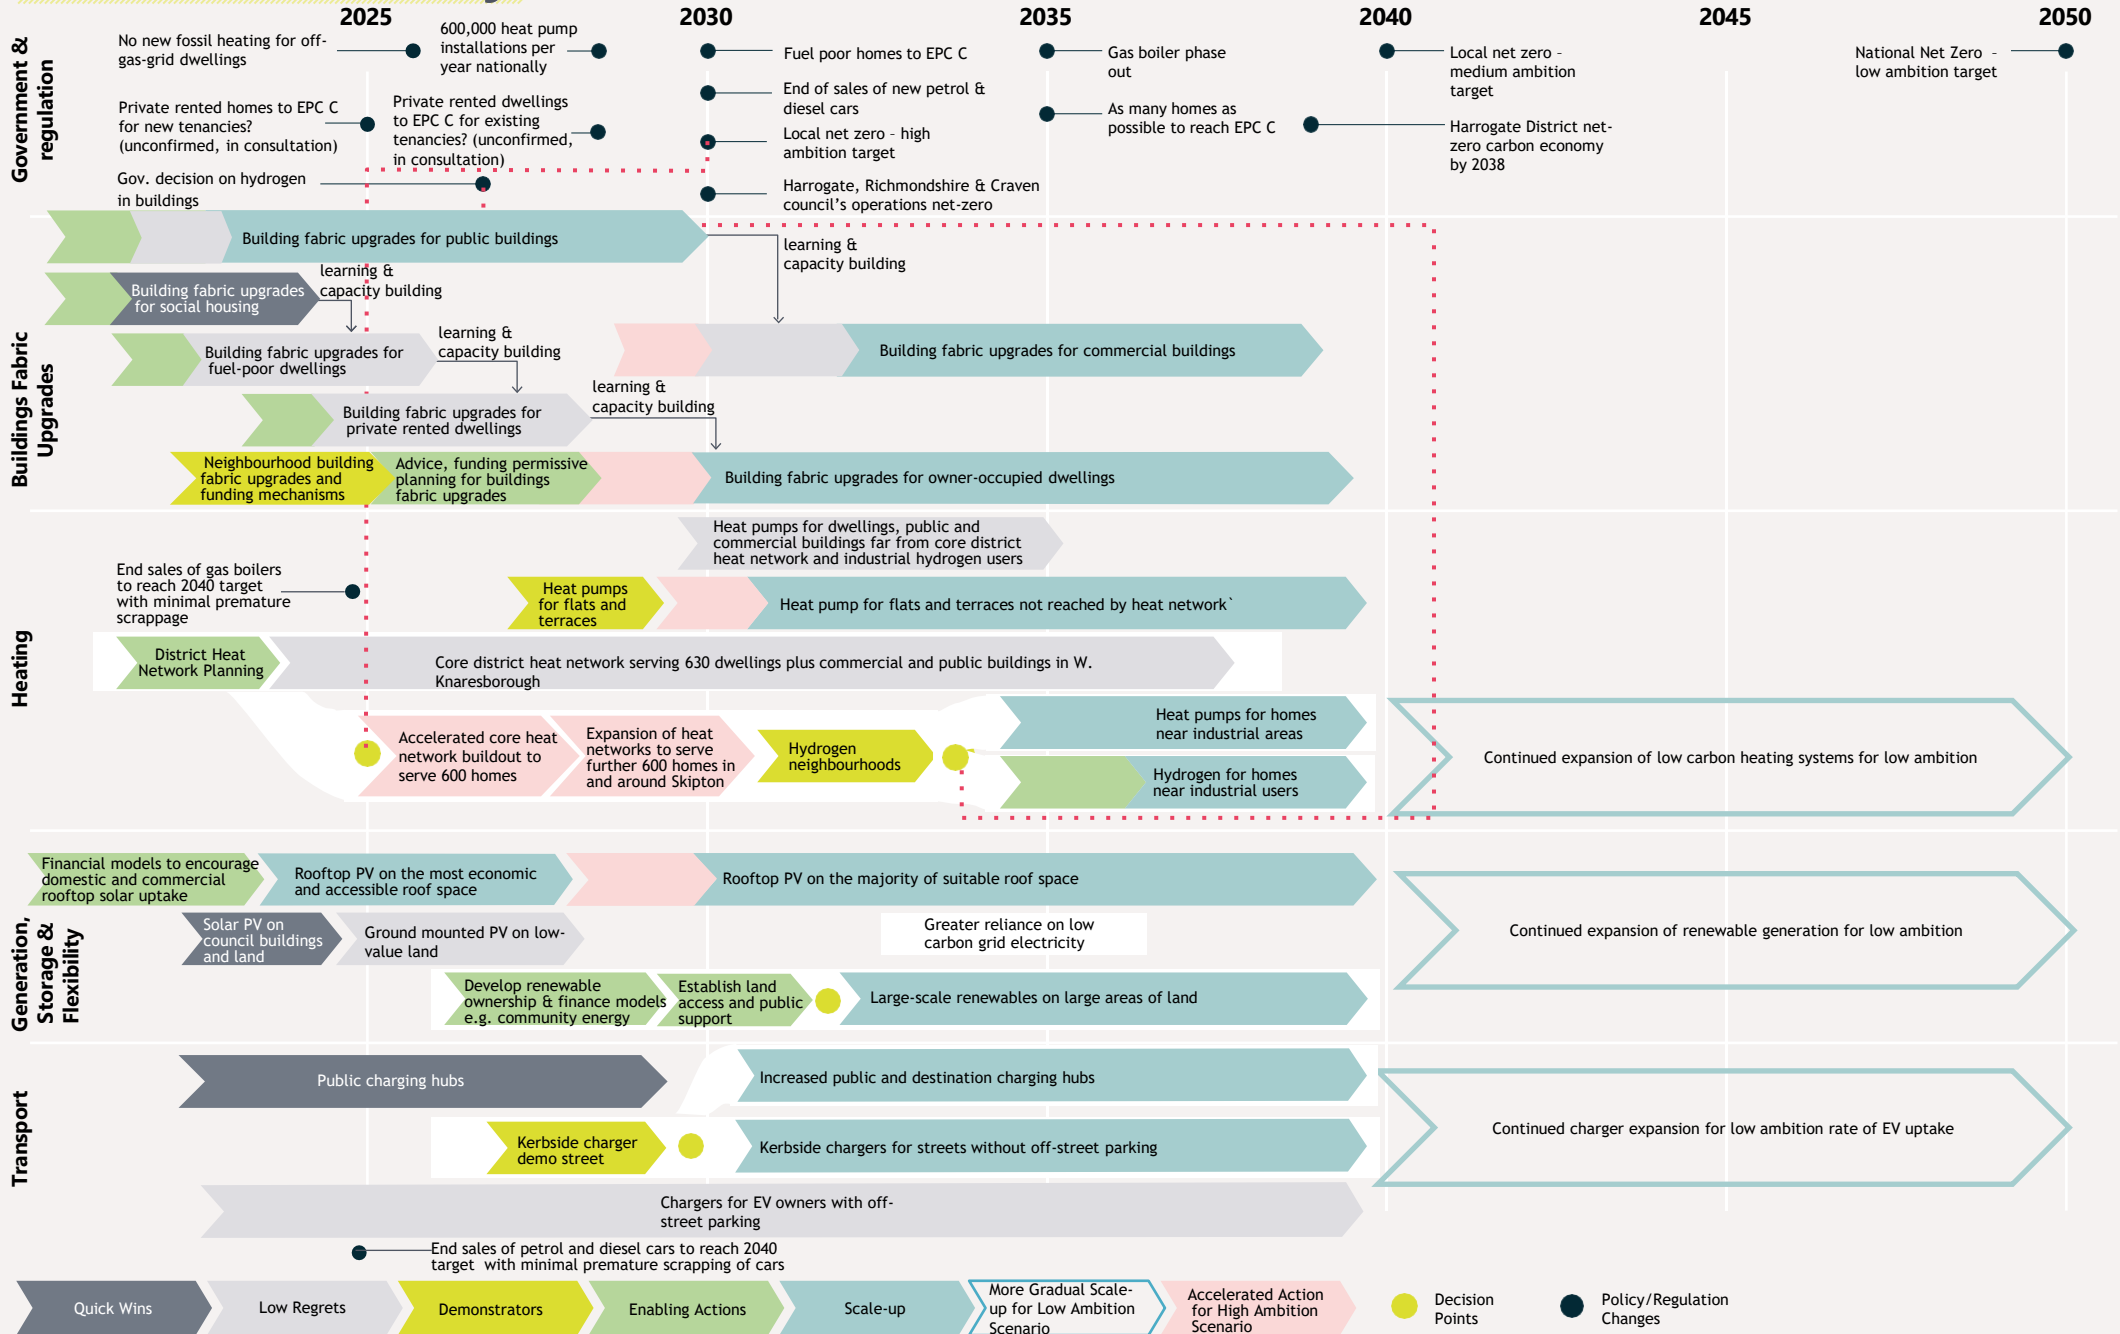 2025
2030
2035
2040
2045
2050
Government &
regulation
No new fossil heating for off-
gas-grid dwellings
600,000 heat pump
installations per
year nationally
Fuel poor homes to EPC C
Gas boiler phase
out
Local net zero -
medium ambition
target
National Net Zero -
low ambition target
Private rented homes to EPC C
for new tenancies?
(unconfirmed, in consultation)
Private rented dwellings
to EPC C for existing
tenancies? (unconfirmed,
in consultation)
End of sales of new petrol &
diesel cars
As many homes as
possible to reach EPC C
Local net zero - high
ambition target
Harrogate District net-
zero carbon economy
by 2038
Gov. decision on hydrogen
in buildings
Harrogate, Richmondshire & Craven
council's operations net-zero
Buildings Fabric
Upgrades
Building fabric upgrades for public buildings
learning &
capacity building
Building fabric upgrades
for social housing
learning &
capacity building
Building fabric upgrades for
fuel-poor dwellings
learning &
capacity building
Building fabric upgrades for commercial buildings
Building fabric upgrades for
private rented dwellings
learning &
capacity building
Neighbourhood building
fabric upgrades and
funding mechanisms
Advice, funding permissive
planning for buildings
fabric upgrades
Building fabric upgrades for owner-occupied dwellings
Heating
Heat pumps for dwellings, public and
commercial buildings far from core district
heat network and industrial hydrogen users
End sales of gas boilers
to reach 2040 target
with minimal premature
scrappage
Heat pumps
for flats and
terraces
Heat pump for flats and terraces not reached by heat network`
District Heat
Network Planning
Core district heat network serving 630 dwellings plus commercial and public buildings in W.
Knaresborough
Accelerated core heat
network buildout to
serve 600 homes
Expansion of heat
networks to serve
further 600 homes in
and around Skipton
Hydrogen
neighbourhoods
Heat pumps for homes
near industrial areas
Hydrogen for homes
near industrial users
Continued expansion of low carbon heating systems for low ambition
Generation,
Storage &
Flexibility
Financial models to encourage
domestic and commercial
rooftop solar uptake
Rooftop PV on the most economic
and accessible roof space
Rooftop PV on the majority of suitable roof space
Solar PV on
council buildings
and land
Ground mounted PV on low-
value land
Greater reliance on low
carbon grid electricity
Continued expansion of renewable generation for low ambition
Develop renewable
ownership & finance models
e.g. community energy
Establish land
access and public
support
Large-scale renewables on large areas of land
Transport
Public charging hubs
Increased public and destination charging hubs
Kerbside charger
demo street
Kerbside chargers for streets without off-street parking
Continued charger expansion for low ambition rate of EV uptake
Chargers for EV owners with off-
street parking
End sales of petrol and diesel cars to reach 2040
target with minimal premature scrapping of cars
Quick Wins
Low Regrets
Demonstrators
Enabling Actions
Scale-up
More Gradual Scale-
up for Low Ambition
Scenario
Accelerated Action
for High Ambition
Scenario
Decision
Points
Policy/Regulation
Changes